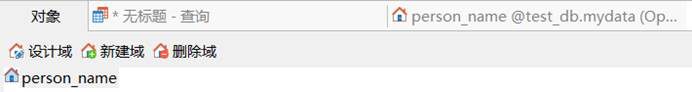 对象 * 无标题 - 查询 person_name @test_db.mydata (Op...
设计域 新建域 删除域
person_name